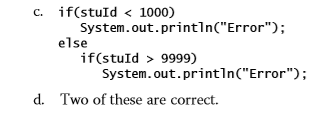 c. if(stuId < 1000)
System.out.println("Error");
else
if(stuId > 9999)
System.out.println("Error");
d. Two of these are correct.